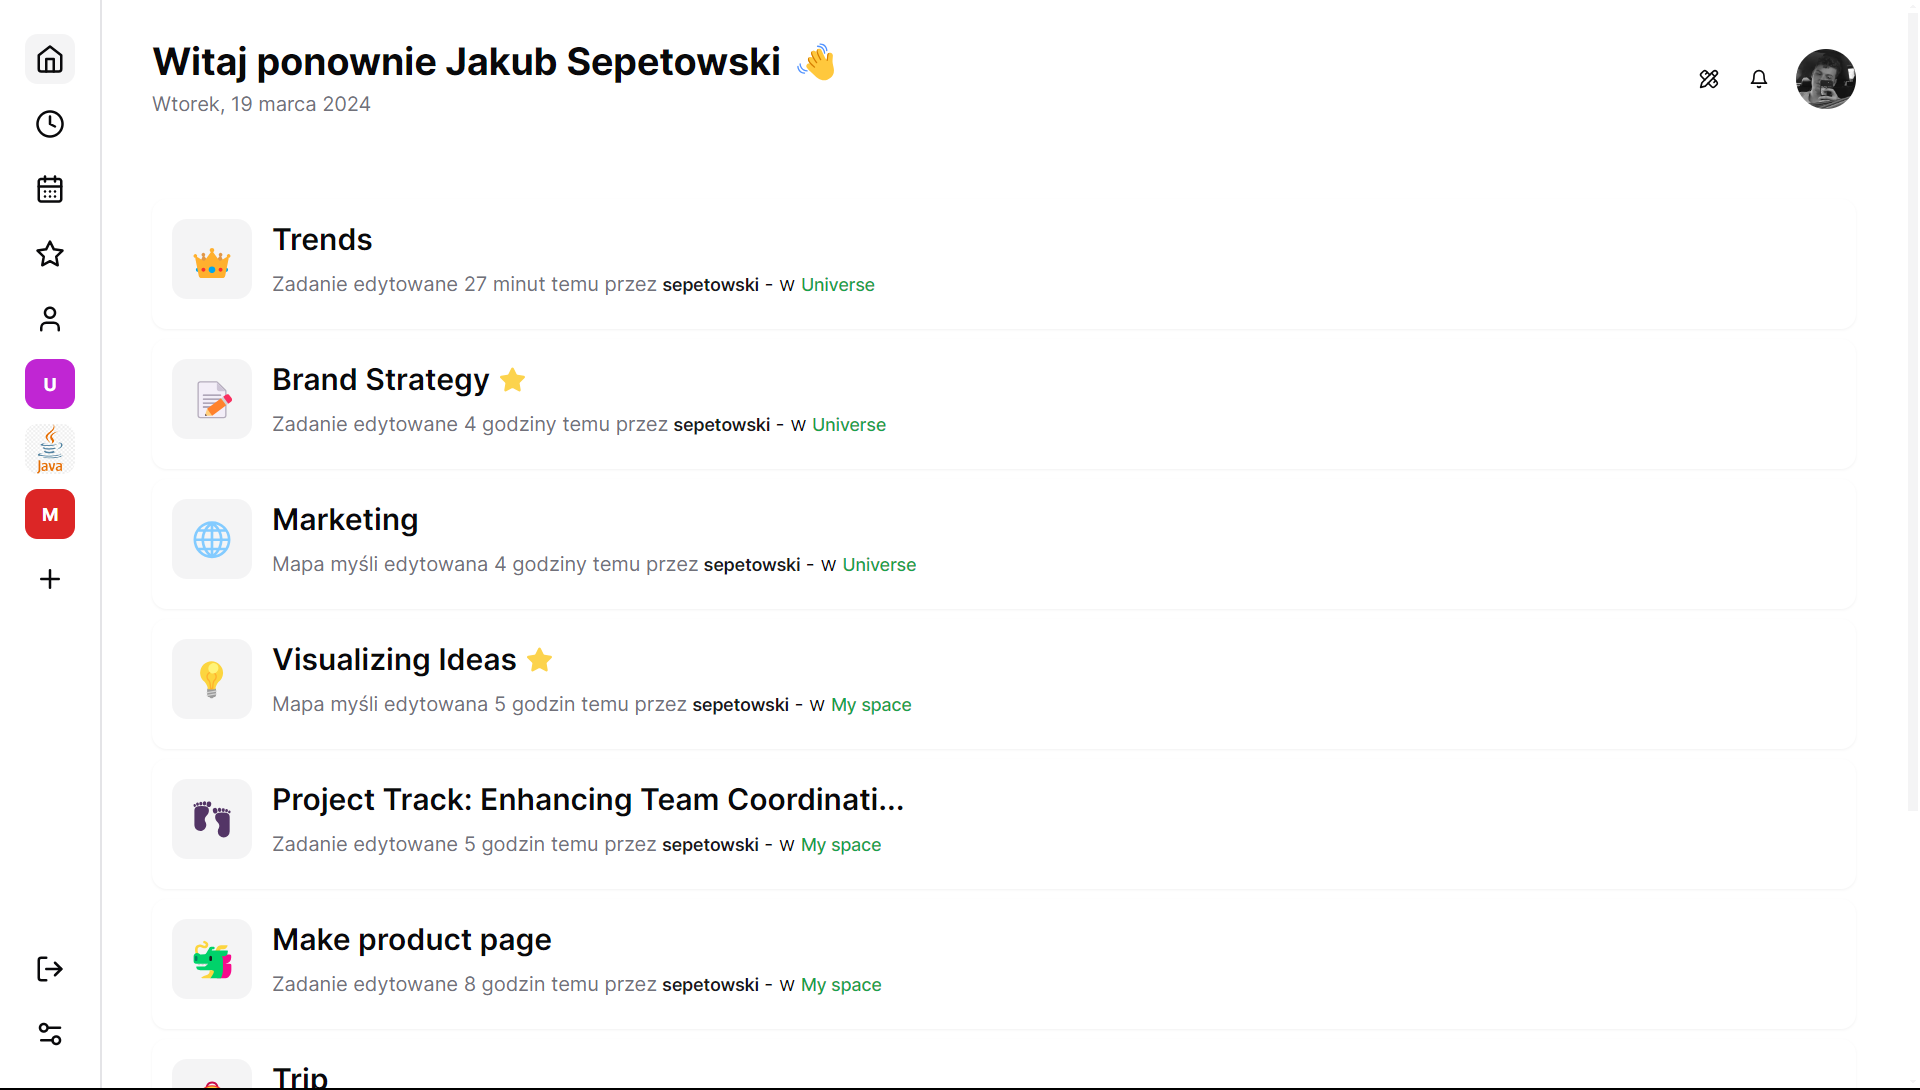 Witaj ponownie Jakub Sepetowski
Wtorek, 19 marca 2024
Trends
Zadanie edytowane 27 minut temu przez sepetowski - w Universe
Brand Strategy
Zadanie edytowane 4 godziny temu przez sepetowski - w Universe
U
Java
Marketing
Mapa myśli edytowana 4 godziny temu przez sepetowski - w Universe
M
Visualizing Ideas
Mapa myśli edytowana 5 godzin temu przez sepetowski - w My space
Project Track: Enhancing Team Coordinati...
Zadanie edytowane 5 godzin temu przez sepetowski - w My space
Make product page
Zadanie edytowane 8 godzin temu przez sepetowski - w My space
Trip